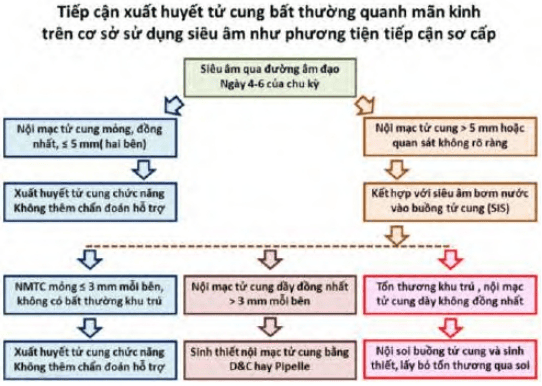 Tiếp cận xuất huyết tử cung bất thường quanh mãn kinh
trên cơ sở sử dụng siêu âm như phương tiện tiếp cận sơ cấp
Siêu âm qua đường âm đạo
Ngày 4-6 của chu kỳ
Nội mạc tử cung mỏng, đồng
nhất, ≤ 5 mm( hai bên)
Nội mạc tử cung > 5 mm hoặc
quan sát không rõ ràng
Xuất huyết tử cung chức năng
Không thêm chẩn đoán hỗ trợ
Kết hợp với siêu âm bơm nước
vào buồng tử cung (SIS)
NMTC mỏng ≤ 3 mm mỗi bên,
không có bất thường khu trú
Nội mạc tử cung dầy đồng nhất
> 3 mm mỗi bên
Tổn thương khu trú , nội mạc
tử cung dày không đồng nhất
Xuất huyết tử cung chức năng
Không thêm chẩn đoán hỗ trợ
Sinh thiết nội mạc tử cung bằng
D&C hay Pipelle
Nội soi buồng tử cung và sinh
thiết, lấy bỏ tổn thương qua soi